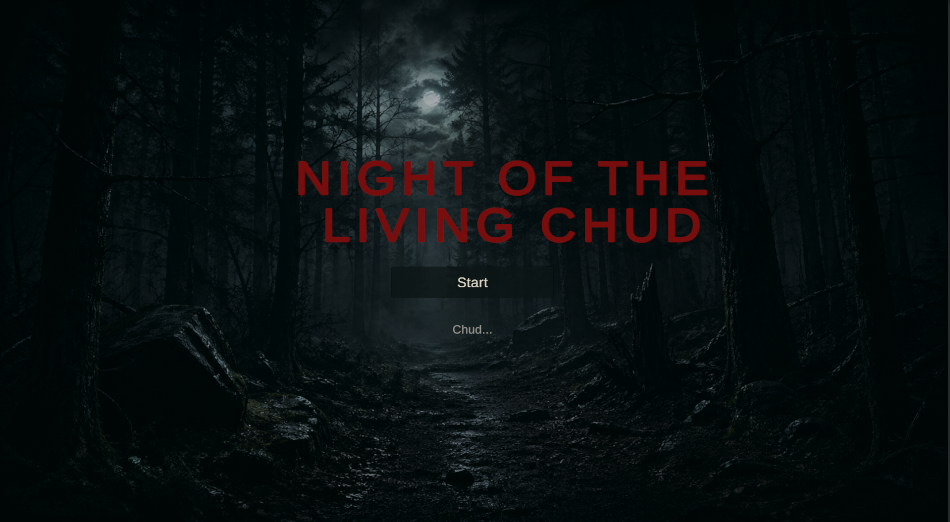 NIGHT OF THE
LIVING CHUD
Start
Chud...